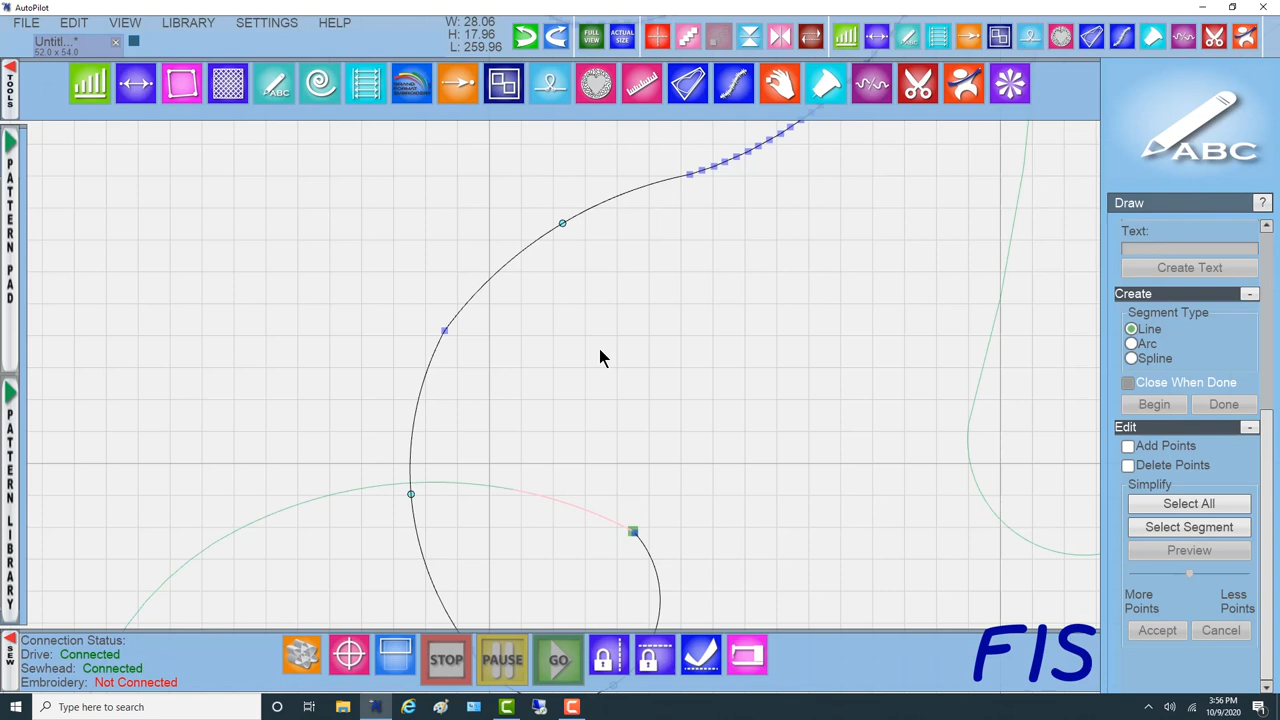 AutoPilot
FILE EDIT VIEW LIBRARY SETTINGS HELP
W: 28.06
H: 17.96
L: 259.96
Untitl...*
52.0 x 54.0
FULL VIEW
ACTUAL SIZE
TOOLS
ABC
ABC
Draw ?
Text:
Create Text
Create
Segment Type
Line
Arc
Spline
Close When Done
Begin Done
Edit
Add Points
Delete Points
Simplify
Select All
Select Segment
Preview
More Points
Less Points
Accept Cancel
PATTERN PAD
PATTERN LIBRARY
SEW
Connection Status:
Drive: Connected
Sewhead: Connected
Embroidery: Not Connected
STOP PAUSE GO
FIS
Type here to search
3:56 PM
10/9/2020